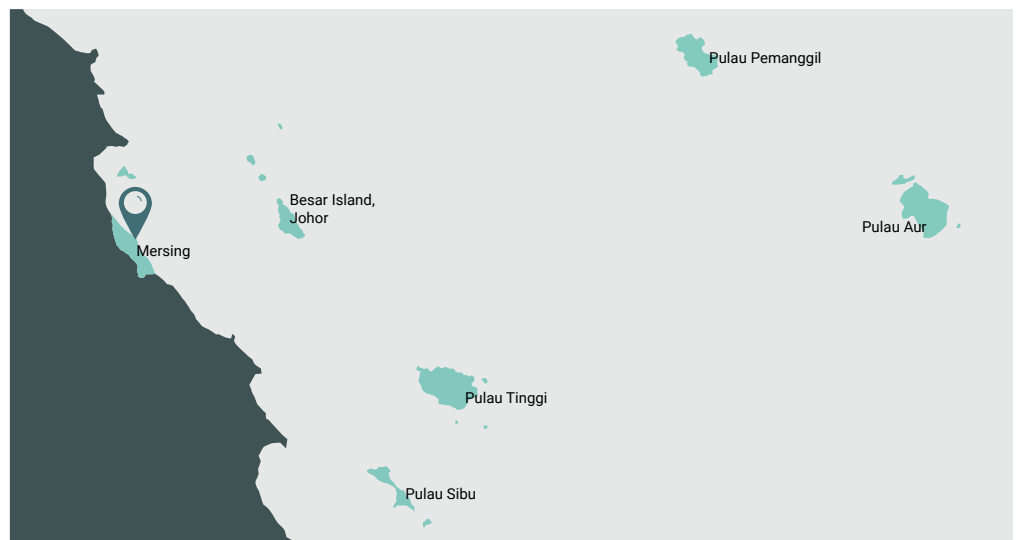 Pulau Pemanggil
Besar Island,
Johor
Pulau Aur
Mersing
Pulau Tinggi
Pulau Sibu